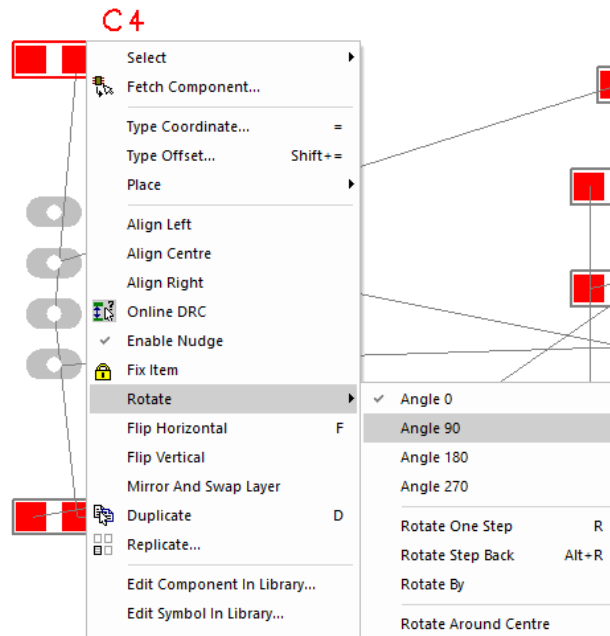 C4
Select
Fetch Component...
Type Coordinate... =
Type Offset... Shift+=
Place
Align Left
Align Centre
Align Right
Online DRC
Enable Nudge
Fix Item
Rotate
Flip Horizontal F
Flip Vertical
Mirror And Swap Layer
Duplicate D
Replicate...
Edit Component In Library...
Edit Symbol In Library...
Angle 0
Angle 90
Angle 180
Angle 270
Rotate One Step R
Rotate Step Back Alt+R
Rotate By
Rotate Around Centre